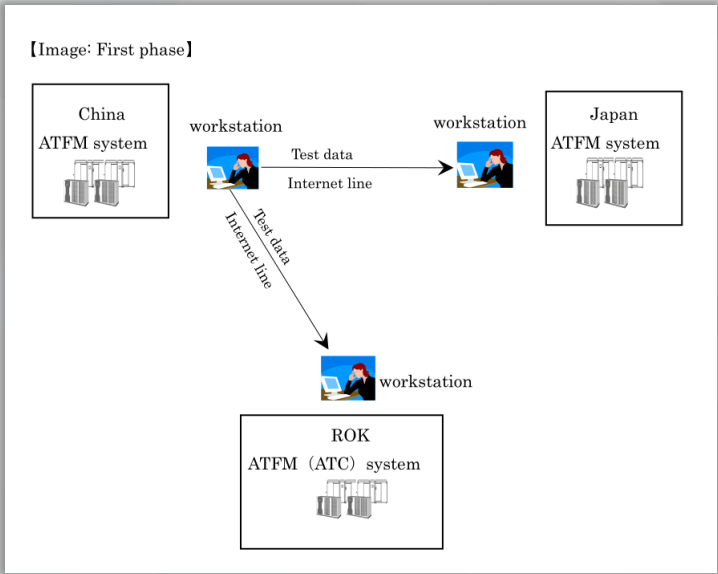 【Image: First phase】
China
ATFM system
workstation
Test data
Internet line
workstation
Japan
ATFM system
Test data
Internet line
workstation
ROK
ATFM（ATC）system